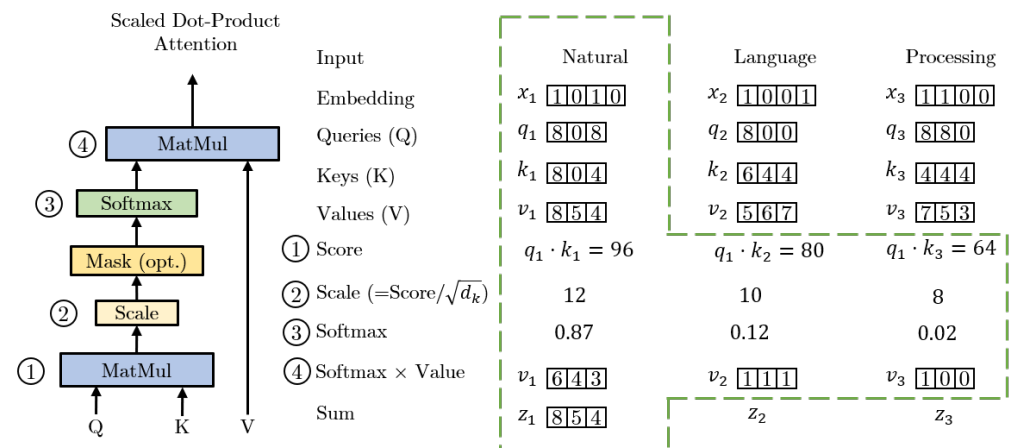 Scaled Dot-Product
Attention
④ MatMul
③ Softmax
Mask (opt.)
② Scale
① MatMul
Q K V
Input Natural Language Processing
Embedding x₁ 1 0 1 0 x₂ 1 0 0 1 x₃ 1 1 0 0
Queries (Q) q₁ 8 0 8 q₂ 8 0 0 q₃ 8 8 0
Keys (K) k₁ 8 0 4 k₂ 6 4 4 k₃ 4 4 4
Values (V) v₁ 8 5 4 v₂ 5 6 7 v₃ 7 5 3
① Score q₁ · k₁ = 96 q₁ · k₂ = 80 q₁ · k₃ = 64
② Scale (=Score/√dₖ) 12 10 8
③ Softmax 0.87 0.12 0.02
④ Softmax × Value v₁ 6 4 3 v₂ 1 1 1 v₃ 1 0 0
Sum z₁ 8 5 4 z₂ z₃